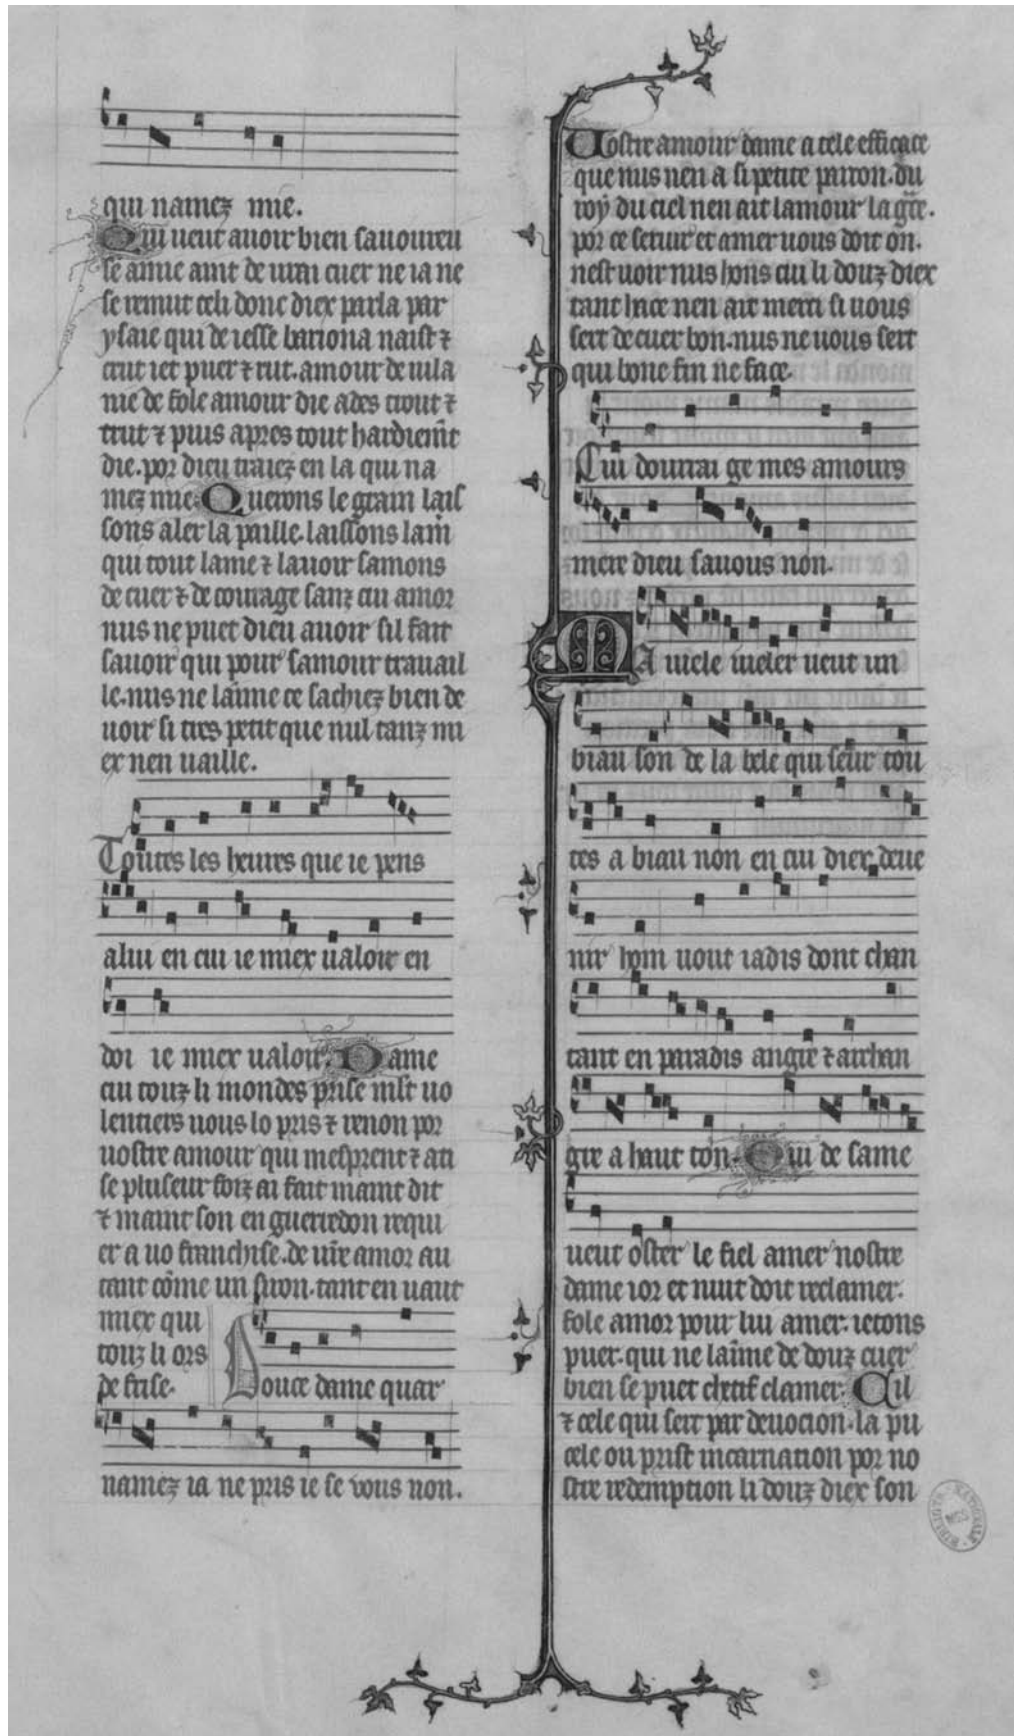 qui namez mie.
Qui ueut auoir bien sauoureu
se amie aint de urai cuer ne ia ne
se remut celi donc diex parla par
ysaie qui de iesse bariona naist ⁊
crut iet puer ⁊ rut. amour de uila
nie de fole amour die ades trout ⁊
trut ⁊ puis apres tout hardiemt
die. por dieu traiez en la qui na
mez mie. Querons le grain lais
sons aler la paille. laissons lam
qui tout lame ⁊ lauoir samons
de cuer ⁊ de courage sanz cui amor
nus ne puet dieu auoir sil fait
sauoir qui pour samour trauail
le. nus ne laime ce sachiez bien de
uoir si tres petit que nul tanz mi
ex nen uaille.
Toutes les heures que ie pens
a lui en cui ie miex ualoir en
doi ie miex ualoir. Dame
cui touz li mondes prise mlt uo
lentiers uous lo pris ⁊ renon por
uostre amour qui mesprent ⁊ ati
se pluseur foiz ai fait maint dit
⁊ maint son en guerredon requi
er a uo franchise. de ure amor au
tant come un siron. tant en uaut
miex qui
touz li ors
de frise. Douce dame quar
namez ia ne pris ie se vous non.
Vostre amour dame a cele efficace
que nus nen a si petite parron. du
roy du ciel nen ait lamour la gre.
por ce seruir et amer uous doit on.
nest uoir nus hons cui li douz diex
tant hace nen ait merci si uous
sert de cuer bon. nus ne uous sert
qui bone fin ne face.
Cui dourrai ge mes amours
mere dieu sauous non.
MA uiele uieler ueut un
biau son de la bele qui seur tou
tes a biau non en cui diex deue
nir hom uout iadis dont chan
tant en paradis angre ⁊ archan
gre a haut ton. Qui de same
ueut oster le fiel amer nostre
dame ior et nuit doit reclamer.
fole amor pour lui amer. ietons
puer. qui ne laime de douz cuer
bien se puet chetif clamer. Cil
⁊ cele qui sert par deuocion. la pu
cele ou prist incarnation por no
stre redemption li douz diex son